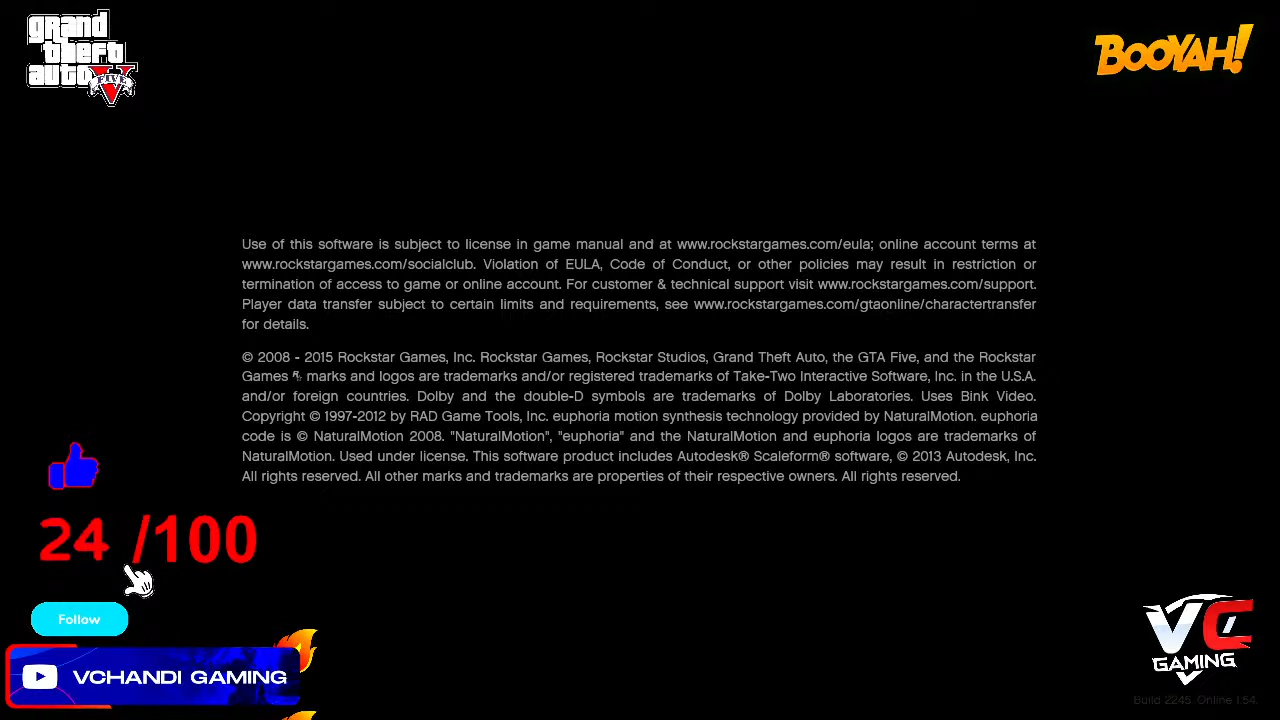 grand
theft
auto
FIVE
BOOYAH!
Use of this software is subject to license in game manual and at www.rockstargames.com/eula; online account terms at
www.rockstargames.com/socialclub. Violation of EULA, Code of Conduct, or other policies may result in restriction or
termination of access to game or online account. For customer & technical support visit www.rockstargames.com/support.
Player data transfer subject to certain limits and requirements, see www.rockstargames.com/gtaonline/charactertransfer
for details.
© 2008 - 2015 Rockstar Games, Inc. Rockstar Games, Rockstar Studios, Grand Theft Auto, the GTA Five, and the Rockstar
Games R* marks and logos are trademarks and/or registered trademarks of Take-Two Interactive Software, Inc. in the U.S.A.
and/or foreign countries. Dolby and the double-D symbols are trademarks of Dolby Laboratories. Uses Bink Video.
Copyright © 1997-2012 by RAD Game Tools, Inc. euphoria motion synthesis technology provided by NaturalMotion. euphoria
code is © NaturalMotion 2008. "NaturalMotion", "euphoria" and the NaturalMotion and euphoria logos are trademarks of
NaturalMotion. Used under license. This software product includes Autodesk® Scaleform® software, © 2013 Autodesk, Inc.
All rights reserved. All other marks and trademarks are properties of their respective owners. All rights reserved.
24 /100
Follow
VCHANDI GAMING
VC
GAMING
Build 2245. Online 1.54.